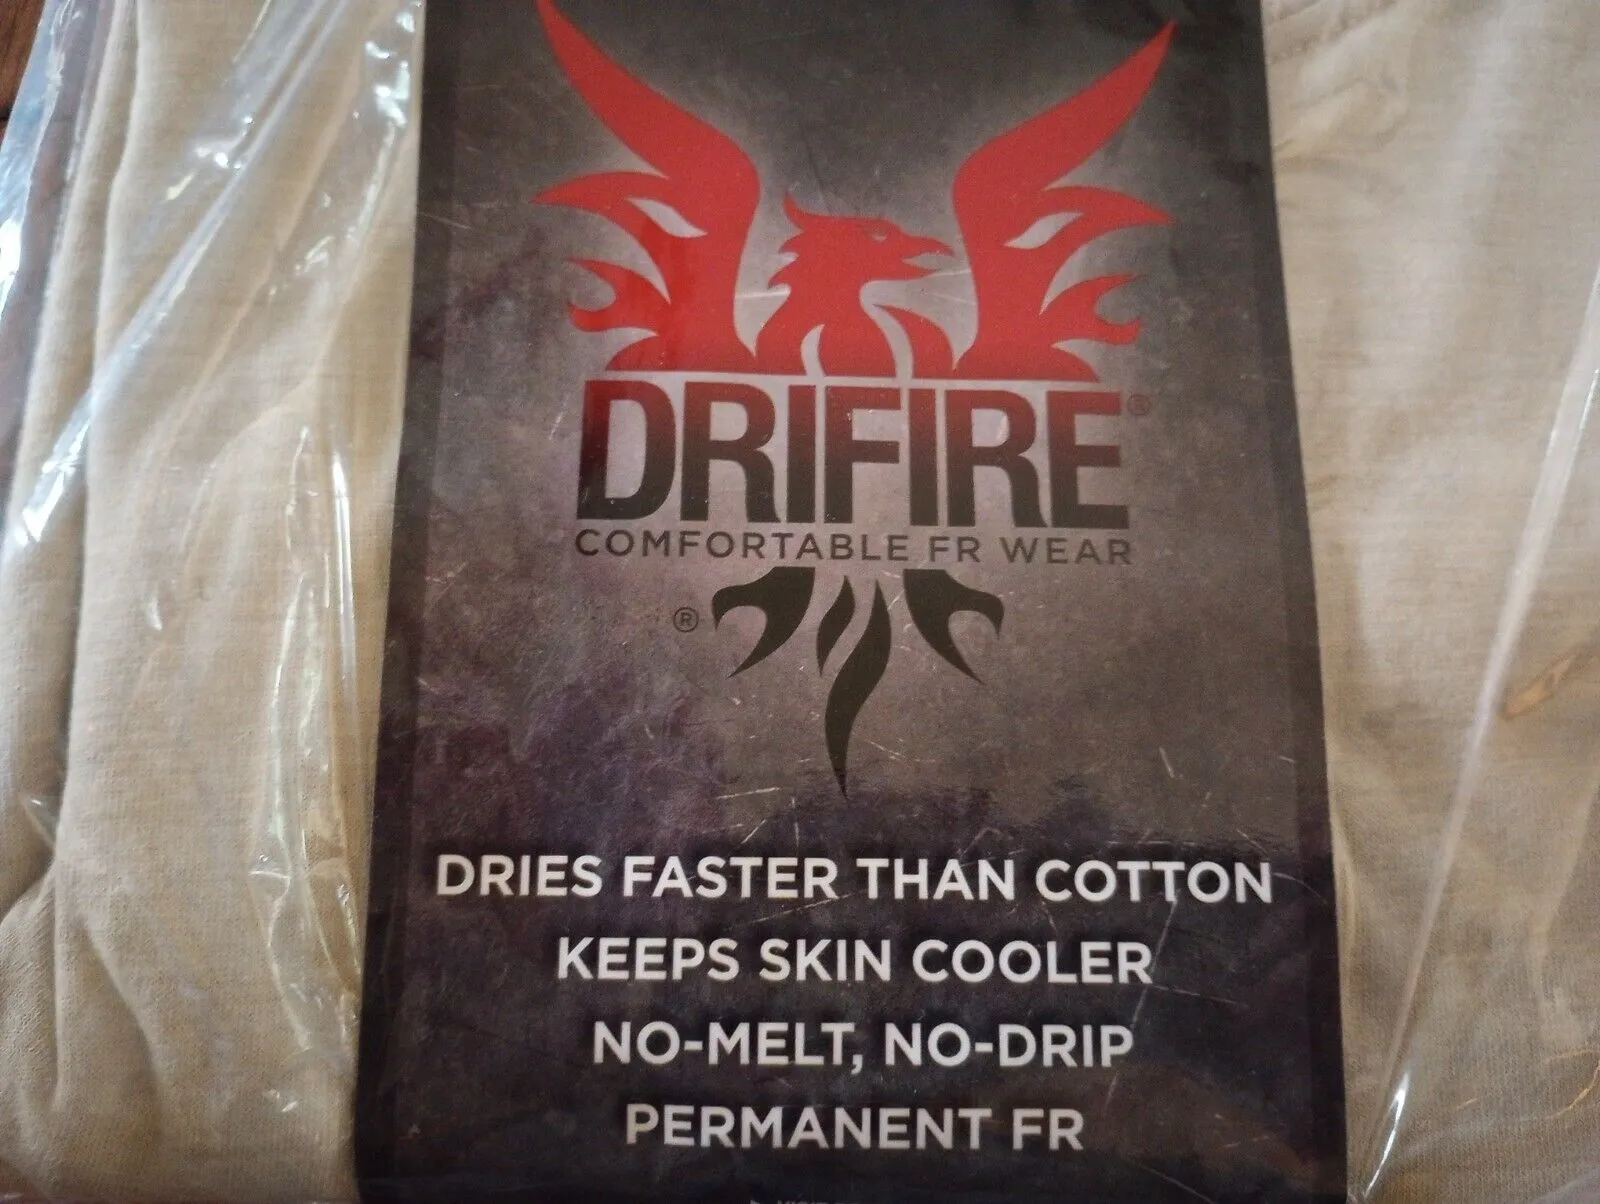 DRIFIRE®
COMFORTABLE FR WEAR
®
DRIES FASTER THAN COTTON
KEEPS SKIN COOLER
NO-MELT, NO-DRIP
PERMANENT FR